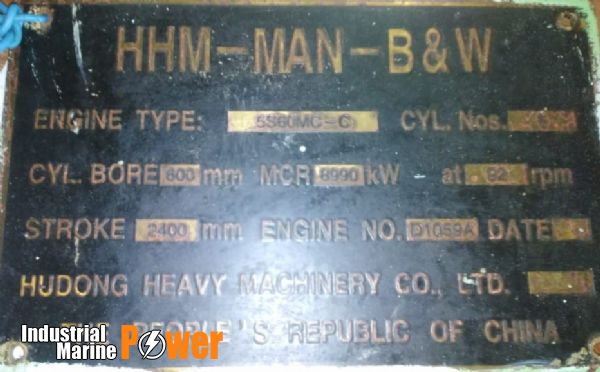 HHM-MAN-B&W
ENGINE TYPE: 5S60MC-C CYL. Nos.
CYL. BORE 600 mm MCR 8990 kW at 82 rpm
STROKE 2400 mm ENGINE NO. D1059A DATE
HUDONG HEAVY MACHINERY CO., LTD.
PEOPLE'S REPUBLIC OF CHINA
Industrial
Marine Power